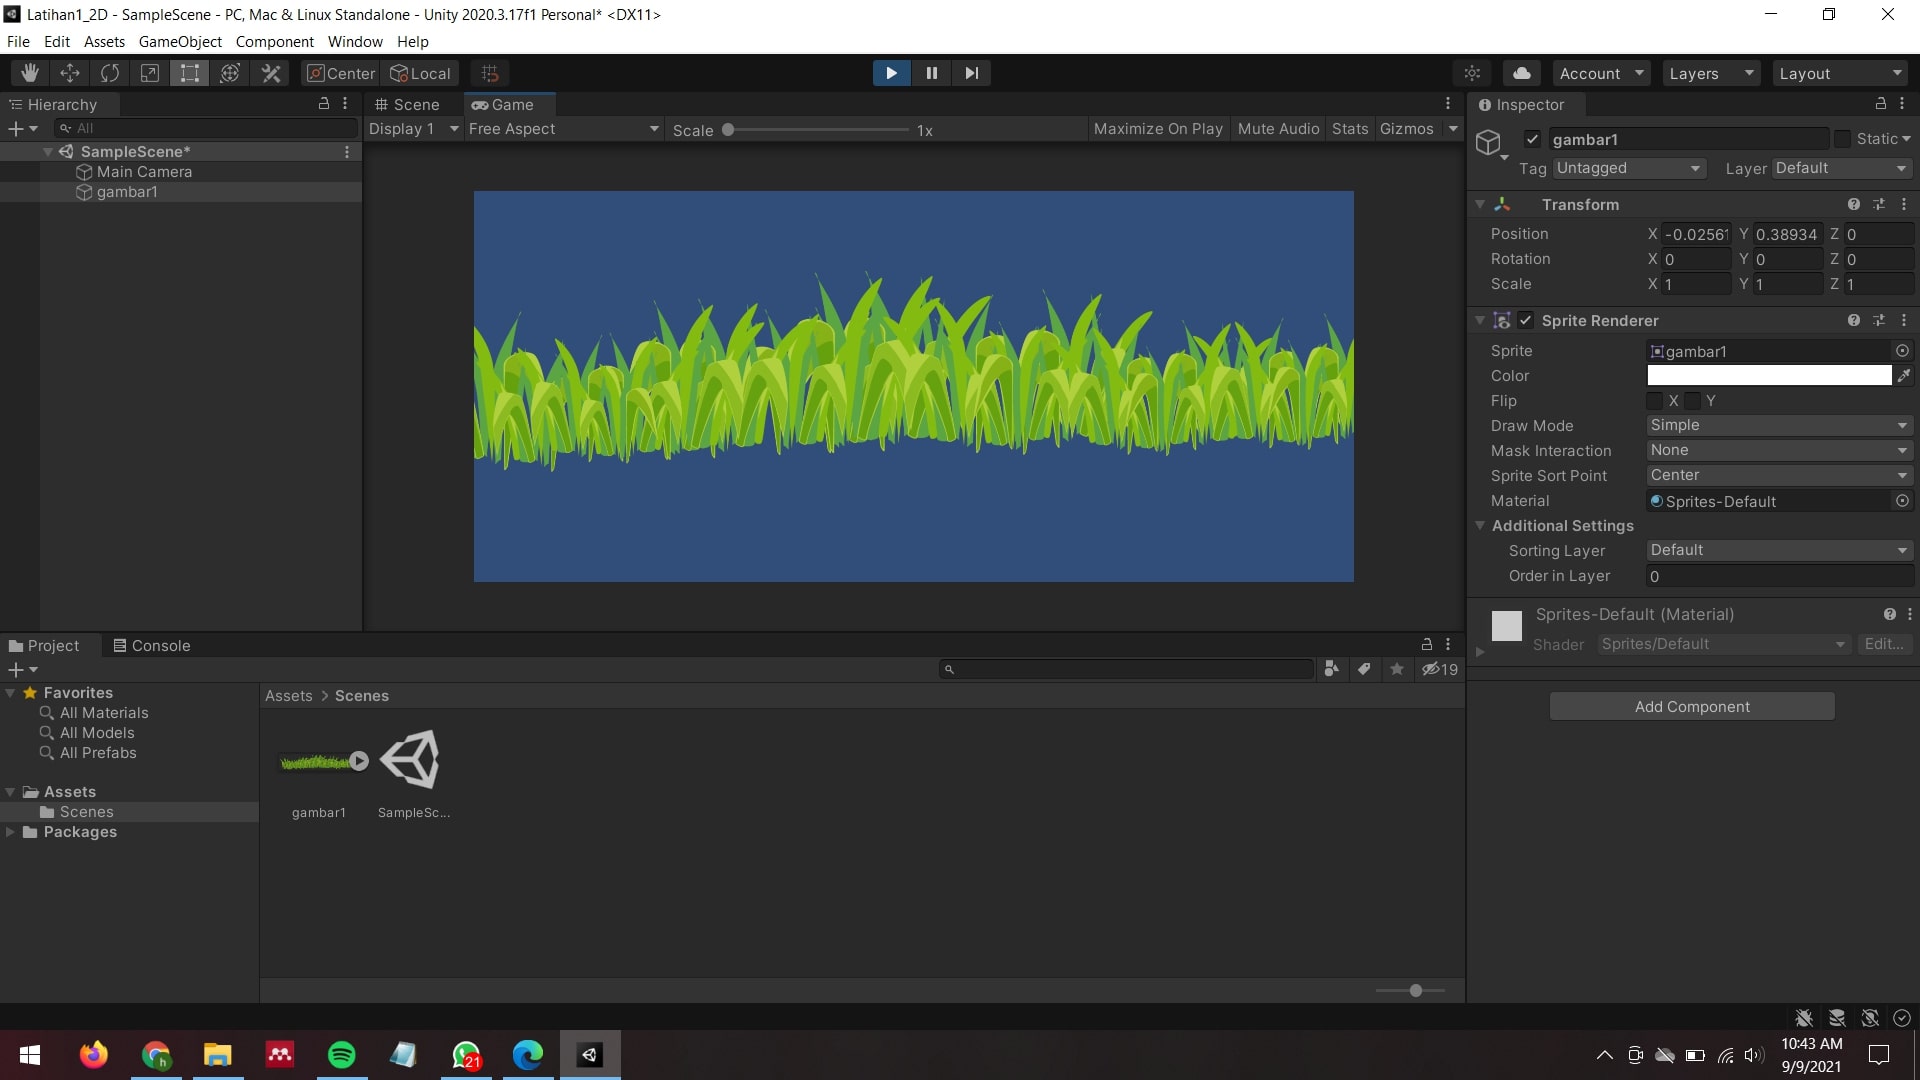 Latihan1_2D - SampleScene - PC, Mac & Linux Standalone - Unity 2020.3.17f1 Personal* <DX11>
File Edit Assets GameObject Component Window Help
Center Local Account Layers Layout
Hierarchy
All
SampleScene*
Main Camera
gambar1
Scene Game
Display 1 Free Aspect Scale 1x Maximize On Play Mute Audio Stats Gizmos
Inspector
gambar1 Static
Tag Untagged Layer Default
Transform
Position X -0.02561 Y 0.38934 Z 0
Rotation X 0 Y 0 Z 0
Scale X 1 Y 1 Z 1
Sprite Renderer
Sprite gambar1
Color
Flip X Y
Draw Mode Simple
Mask Interaction None
Sprite Sort Point Center
Material Sprites-Default
Additional Settings
Sorting Layer Default
Order in Layer 0
Sprites-Default (Material)
Shader Sprites/Default Edit...
Add Component
Project Console
19
Favorites
All Materials
All Models
All Prefabs
Assets
Scenes
Packages
Assets > Scenes
gambar1 SampleSc...
h
21
10:43 AM
9/9/2021